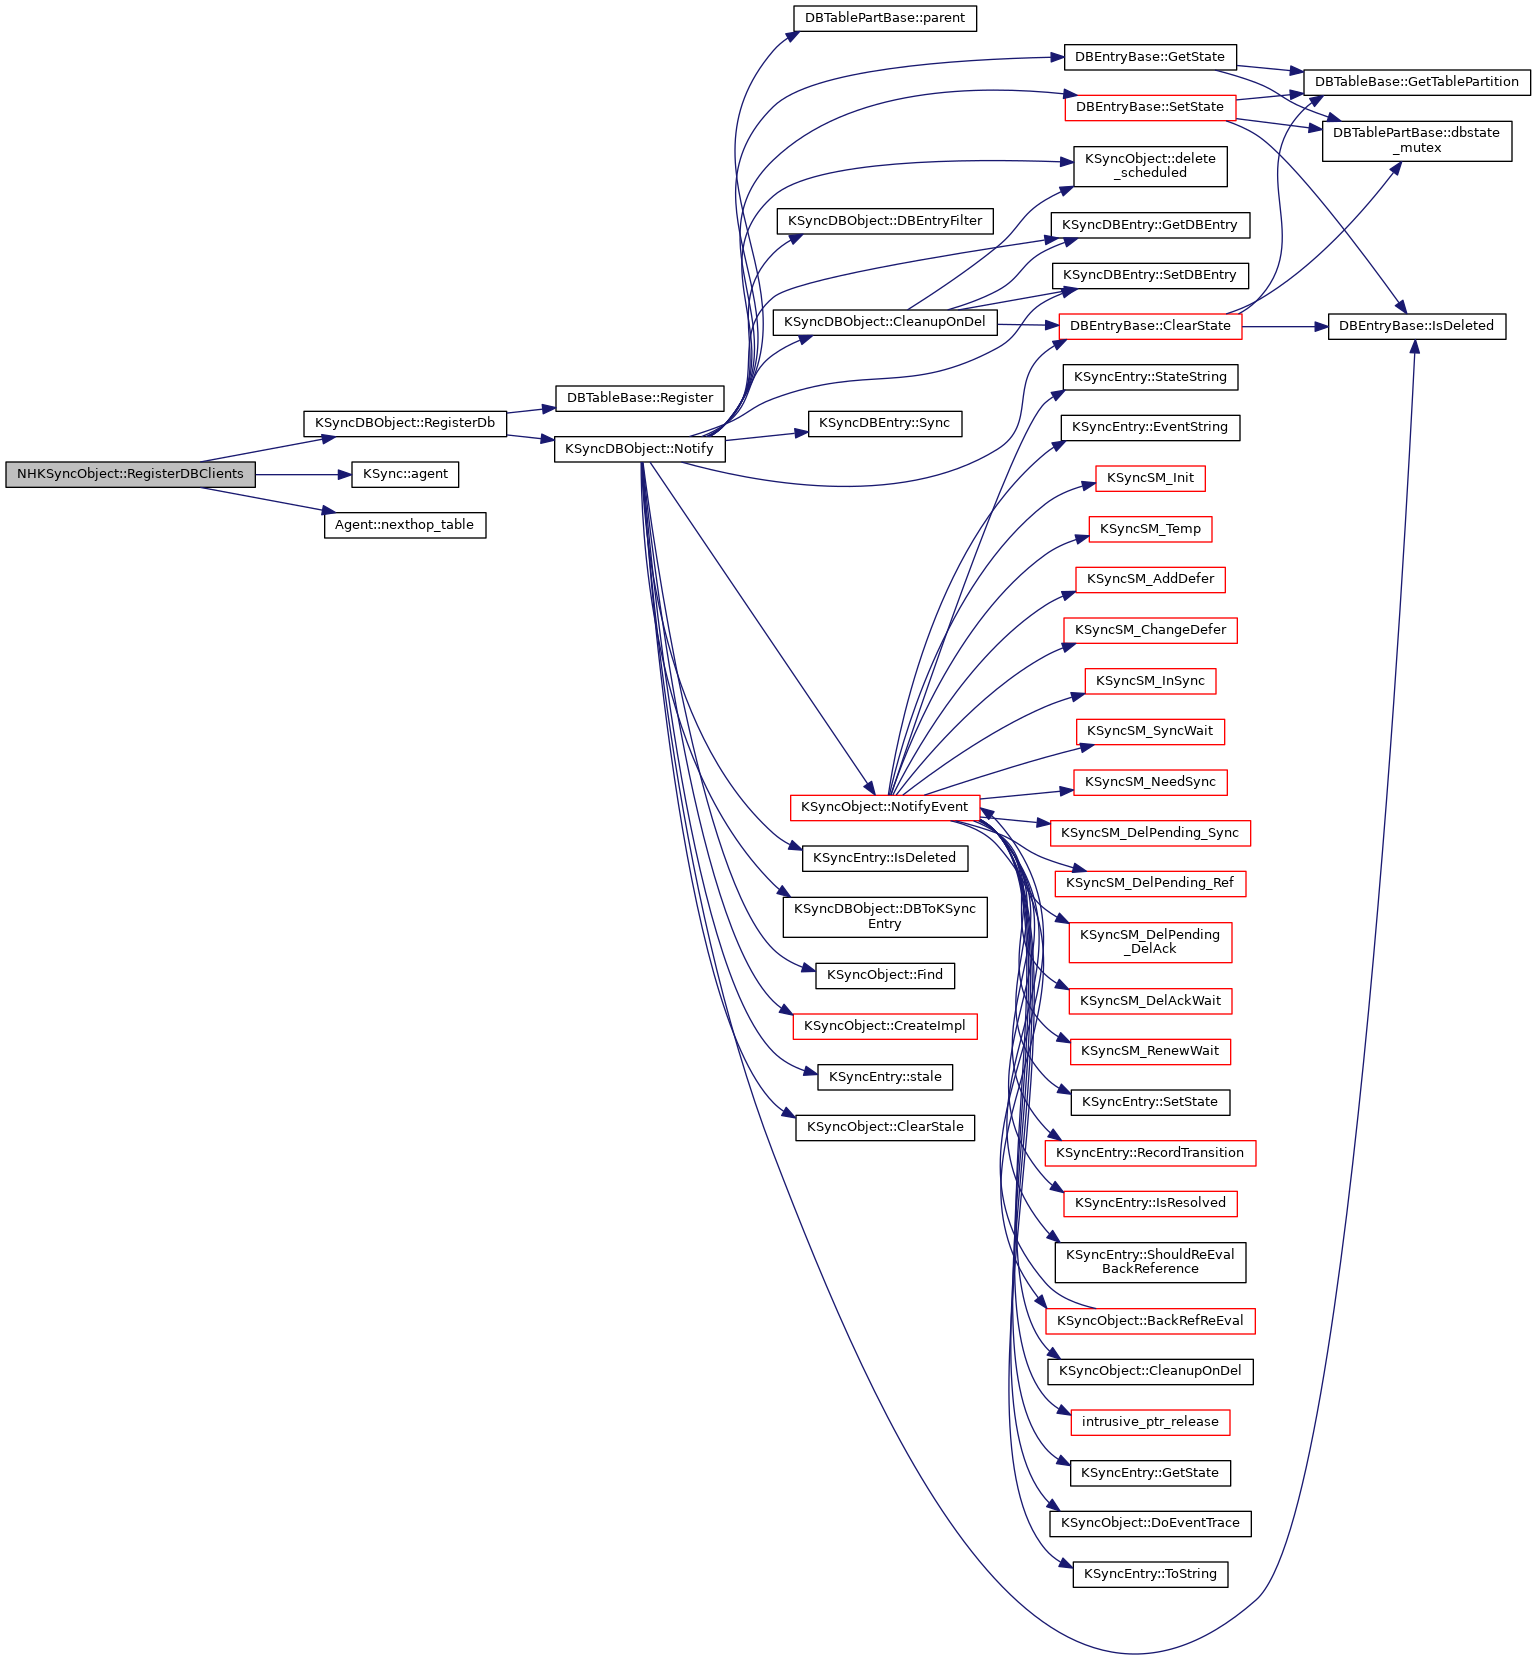 NHKSyncObject::RegisterDBClients
KSyncDBObject::RegisterDb
KSync::agent
Agent::nexthop_table
DBTableBase::Register
KSyncDBObject::Notify
DBTablePartBase::parent
KSyncDBObject::DBEntryFilter
KSyncDBObject::CleanupOnDel
KSyncDBEntry::Sync
KSyncObject::NotifyEvent
KSyncEntry::IsDeleted
KSyncDBObject::DBToKSync
Entry
KSyncObject::Find
KSyncObject::CreateImpl
KSyncEntry::stale
KSyncObject::ClearStale
DBEntryBase::GetState
DBEntryBase::SetState
KSyncObject::delete
_scheduled
KSyncDBEntry::GetDBEntry
KSyncDBEntry::SetDBEntry
DBEntryBase::ClearState
KSyncEntry::StateString
KSyncEntry::EventString
KSyncSM_Init
KSyncSM_Temp
KSyncSM_AddDefer
KSyncSM_ChangeDefer
KSyncSM_InSync
KSyncSM_SyncWait
KSyncSM_NeedSync
KSyncSM_DelPending_Sync
KSyncSM_DelPending_Ref
KSyncSM_DelPending
_DelAck
KSyncSM_DelAckWait
KSyncSM_RenewWait
KSyncEntry::SetState
KSyncEntry::RecordTransition
KSyncEntry::IsResolved
KSyncEntry::ShouldReEval
BackReference
KSyncObject::BackRefReEval
KSyncObject::CleanupOnDel
intrusive_ptr_release
KSyncEntry::GetState
KSyncObject::DoEventTrace
KSyncEntry::ToString
DBTableBase::GetTablePartition
DBTablePartBase::dbstate
_mutex
DBEntryBase::IsDeleted